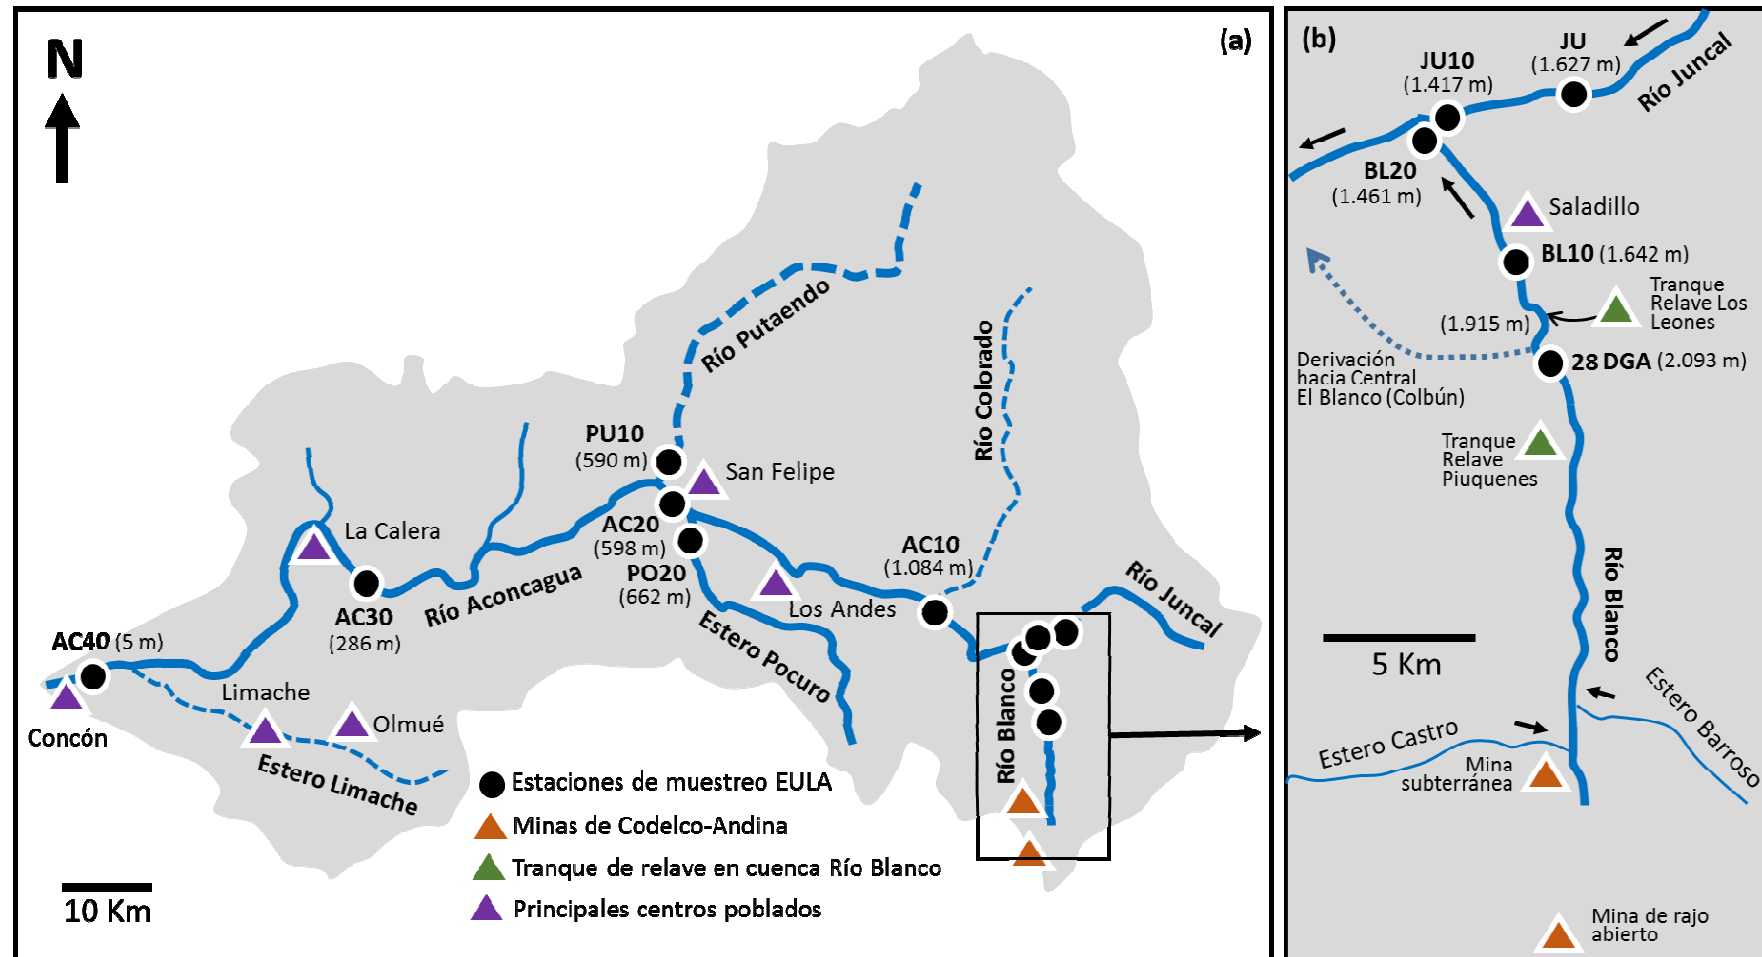 N
(a)
Río Putaendo
Río Colorado
PU10
(590 m)
San Felipe
La Calera
AC20
(598 m)
AC10
(1.084 m)
PO20
(662 m)
Los Andes
Río Juncal
AC30
(286 m)
Río Aconcagua
Estero Pocuro
AC40 (5 m)
Limache
Olmué
Concón
Estero Limache
Río Blanco
Estaciones de muestreo EULA
Minas de Codelco-Andina
Tranque de relave en cuenca Río Blanco
Principales centros poblados
10 Km
(b)
JU
(1.627 m)
JU10
(1.417 m)
Río Juncal
BL20
(1.461 m)
Saladillo
BL10 (1.642 m)
Tranque
Relave Los
Leones
(1.915 m)
28 DGA (2.093 m)
Derivación
hacia Central
El Blanco (Colbún)
Tranque
Relave
Piuquenes
Río Blanco
5 Km
Estero Castro
Estero Barroso
Mina
subterránea
Mina de rajo
abierto